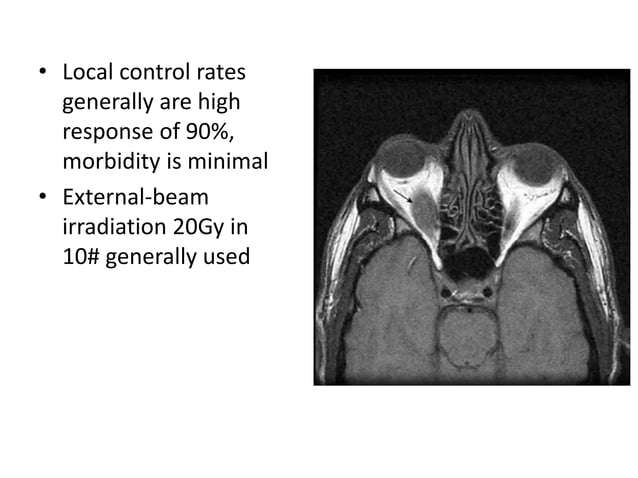 • Local control rates
generally are high
response of 90%,
morbidity is minimal
• External-beam
irradiation 20Gy in
10# generally used